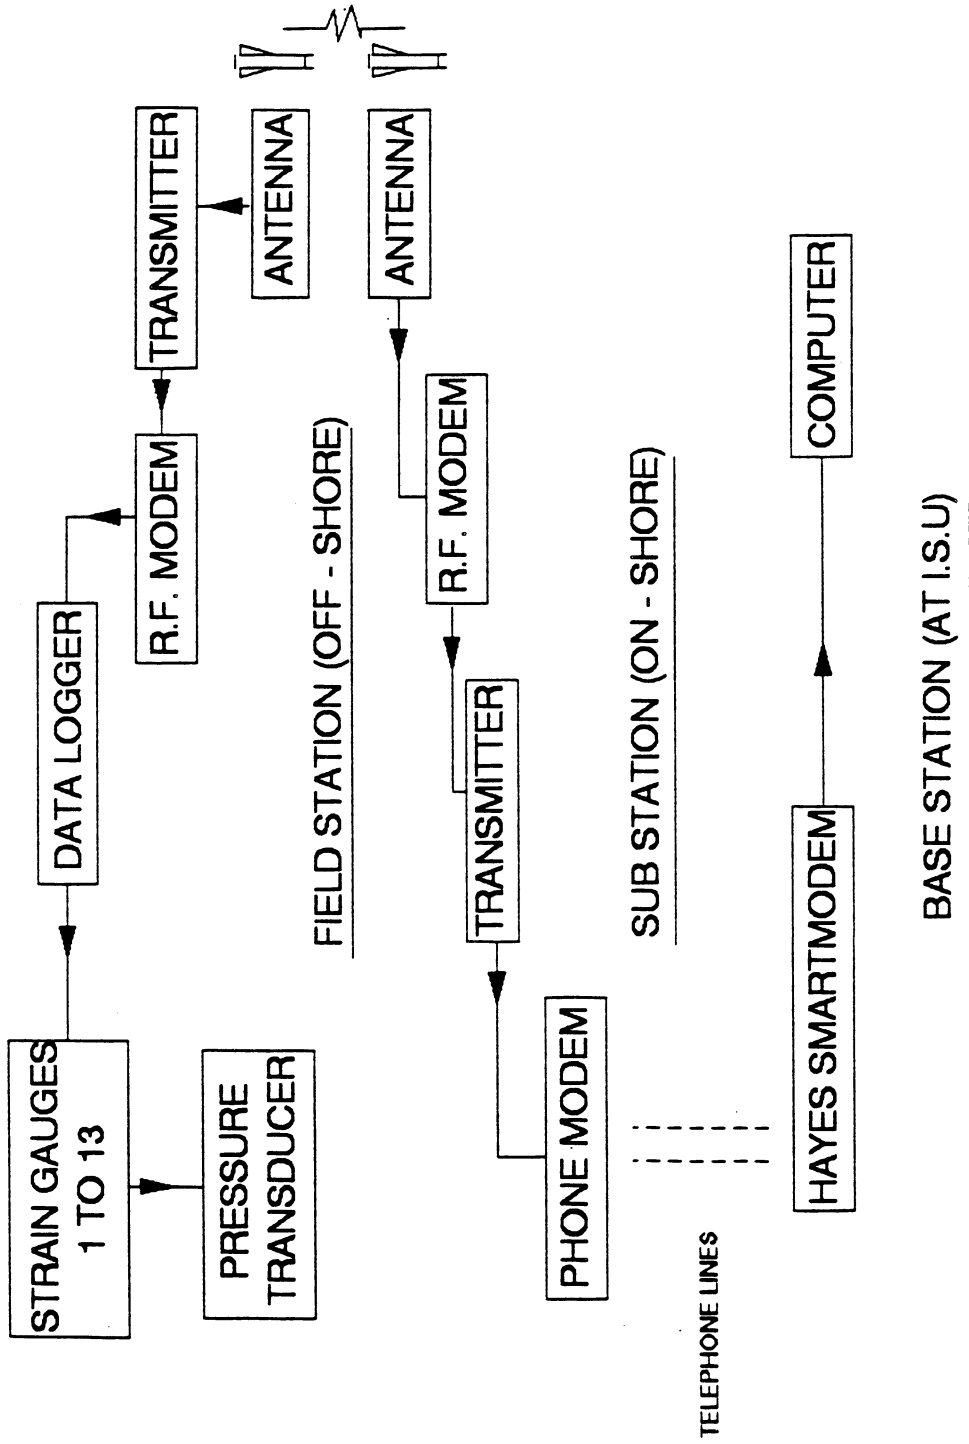 STRAIN GAUGES
1 TO 13
DATA LOGGER
R.F. MODEM
TRANSMITTER
PRESSURE
TRANSDUCER
ANTENNA
FIELD STATION (OFF - SHORE)
ANTENNA
R.F. MODEM
TRANSMITTER
PHONE MODEM
SUB STATION (ON - SHORE)
TELEPHONE LINES
HAYES SMARTMODEM
COMPUTER
BASE STATION (AT I.S.U)